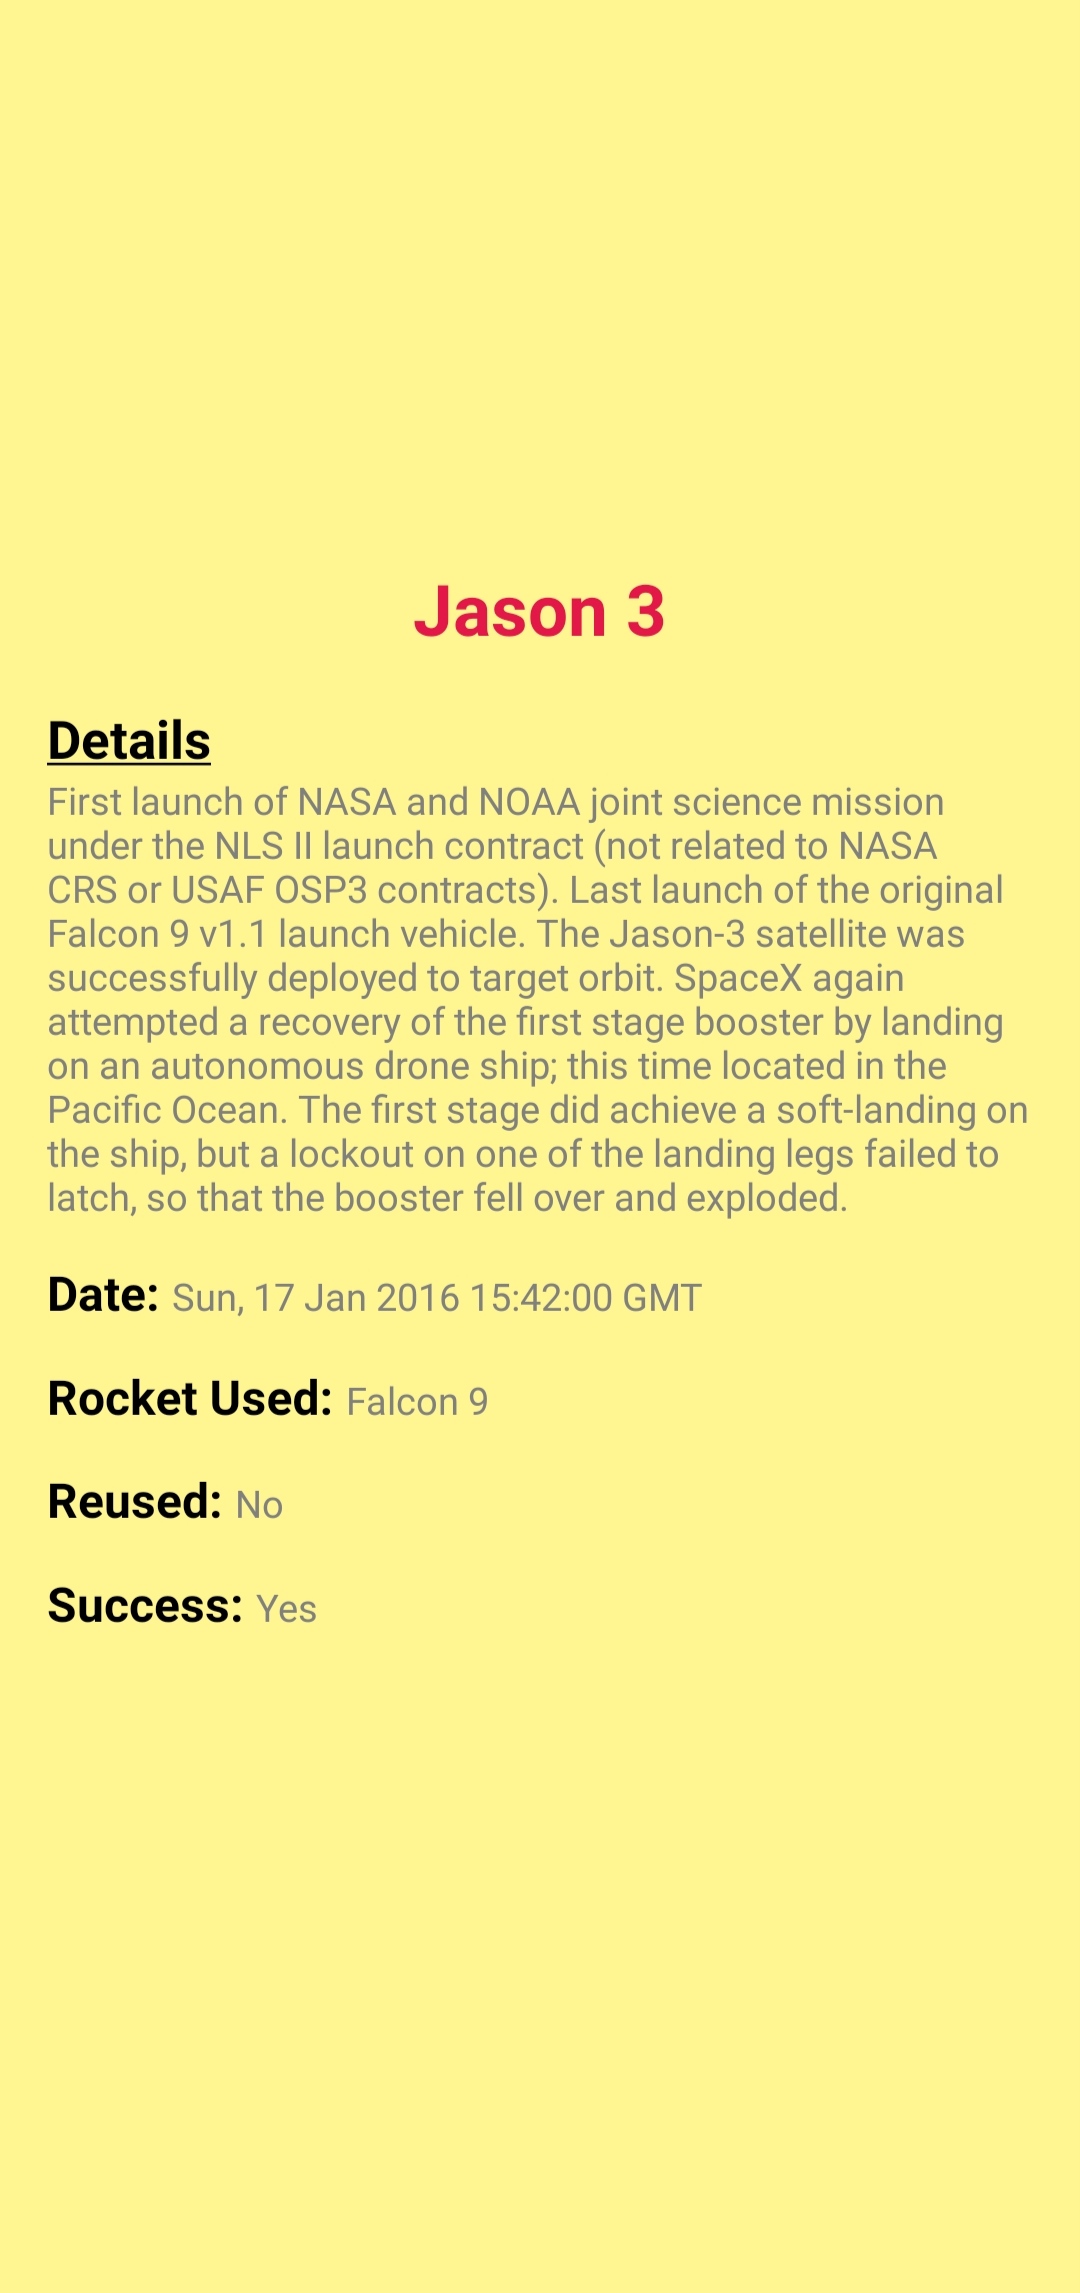 Jason 3
Details
First launch of NASA and NOAA joint science mission
under the NLS II launch contract (not related to NASA
CRS or USAF OSP3 contracts). Last launch of the original
Falcon 9 v1.1 launch vehicle. The Jason-3 satellite was
successfully deployed to target orbit. SpaceX again
attempted a recovery of the first stage booster by landing
on an autonomous drone ship; this time located in the
Pacific Ocean. The first stage did achieve a soft-landing on
the ship, but a lockout on one of the landing legs failed to
latch, so that the booster fell over and exploded.
Date: Sun, 17 Jan 2016 15:42:00 GMT
Rocket Used: Falcon 9
Reused: No
Success: Yes